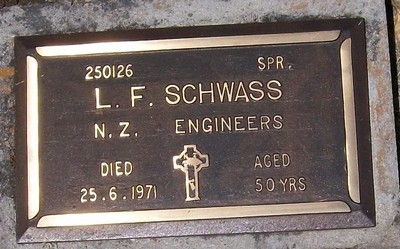 250126 SPR.
L. F. SCHWASS
N. Z. ENGINEERS
DIED AGED
25.6.1971 50 YRS